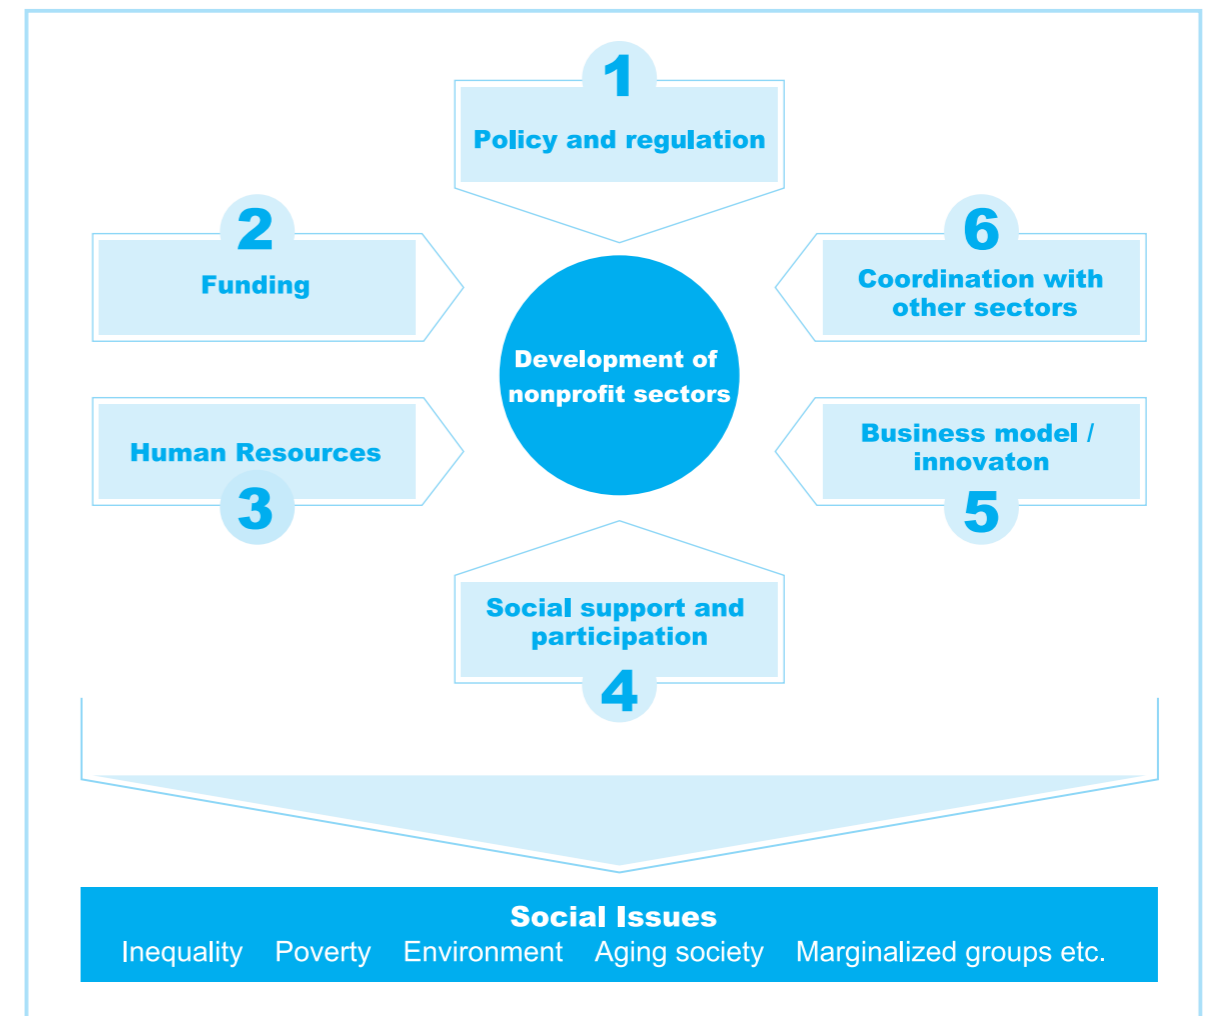 1
Policy and regulation
2
Funding
6
Coordination with
other sectors
Development of
nonprofit sectors
Human Resources
3
Business model /
innovaton
5
Social support and
participation
4
Social Issues
Inequality Poverty Environment Aging society Marginalized groups etc.